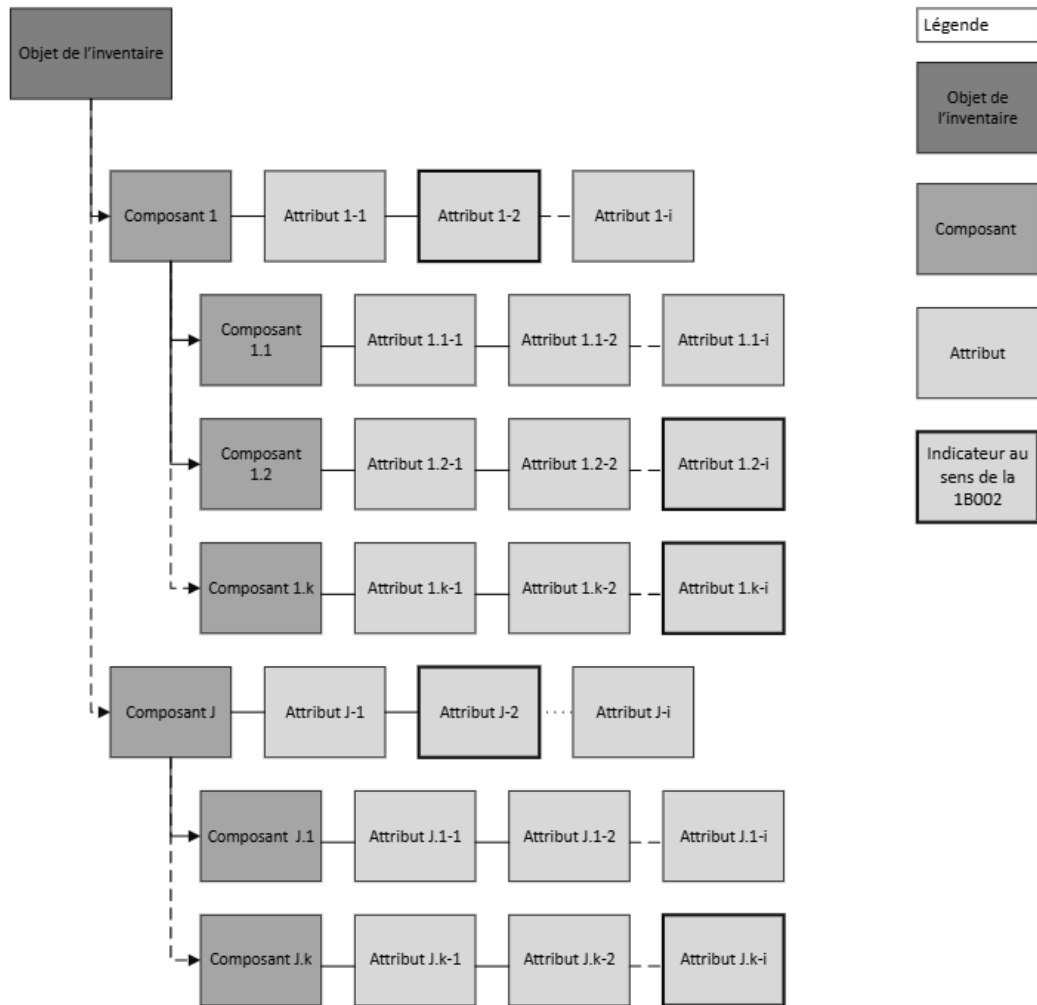 Objet de l'inventaire
Composant 1
Attribut 1-1
Attribut 1-2
Attribut 1-i
Composant
1.1
Attribut 1.1-1
Attribut 1.1-2
Attribut 1.1-i
Composant
1.2
Attribut 1.2-1
Attribut 1.2-2
Attribut 1.2-i
Composant 1.k
Attribut 1.k-1
Attribut 1.k-2
Attribut 1.k-i
Composant J
Attribut J-1
Attribut J-2
Attribut J-i
Composant J.1
Attribut J.1-1
Attribut J.1-2
Attribut J.1-i
Composant J.k
Attribut J.k-1
Attribut J.k-2
Attribut J.k-i
Légende
Objet de
l'inventaire
Composant
Attribut
Indicateur au
sens de la
1B002